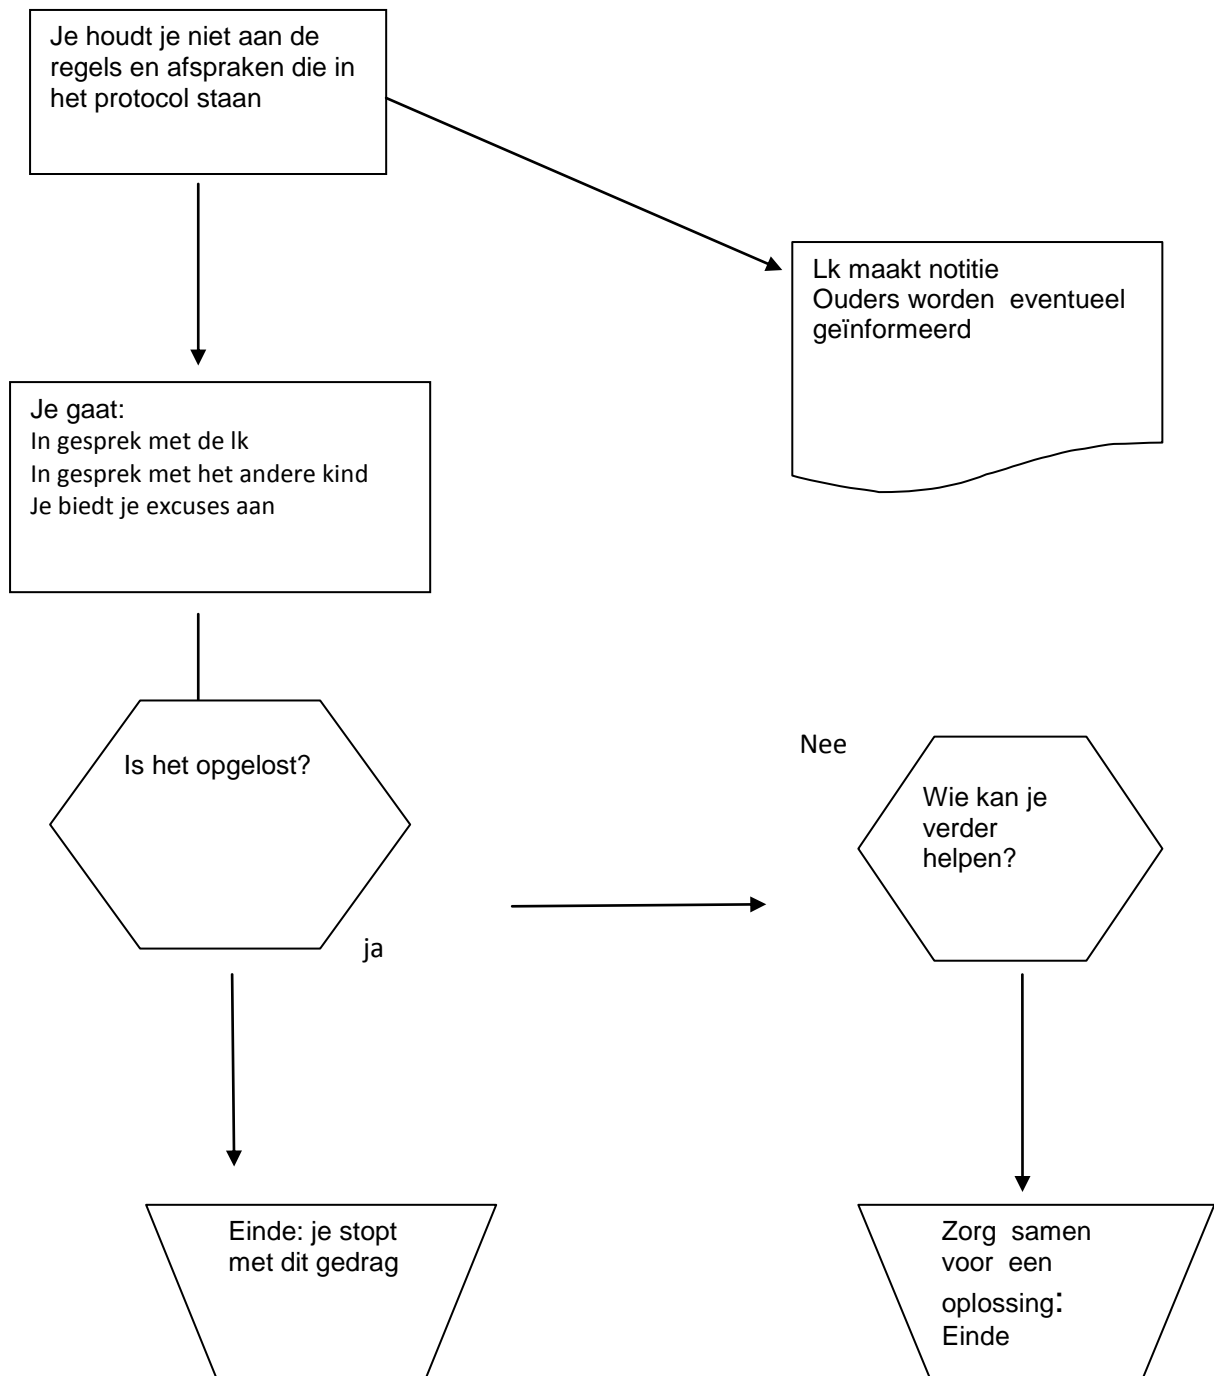 Je houdt je niet aan de
regels en afspraken die in
het protocol staan
Lk maakt notitie
Ouders worden eventueel
geïnformeerd
Je gaat:
In gesprek met de lk
In gesprek met het andere kind
Je biedt je excuses aan
Is het opgelost?
ja
Nee
Wie kan je
verder
helpen?
Einde: je stopt
met dit gedrag
Zorg samen
voor een
oplossing:
Einde